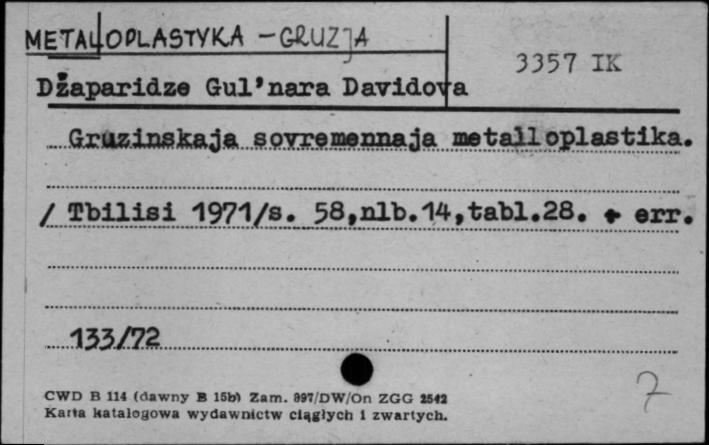 METALOPLASTYKA - GRUZJA
3357 IK
Džaparidze Gul'nara Davidova
Gruzinskaja sovremennaja metalloplastika.
/ Tbilisi 1971/s. 58,nlb.14,tabl.28. + err.
133/72
CWD B 114 (dawny B 15b) Zam. 997/DW/On ZGG 2542
Karta katalogowa wydawnictw ciągłych i zwartych.
7